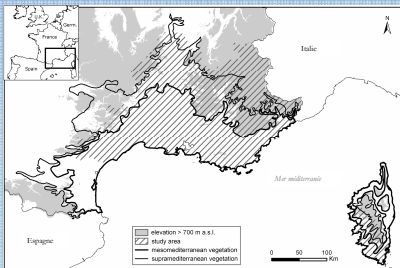 U.K.
Germ.
France
Spain
N
Italie
Mer méditerranée
Espagne
elevation > 700 m a.s.l.
study area
mesomediterranean vegetation
supramediterranean vegetation
0 50 100
Km